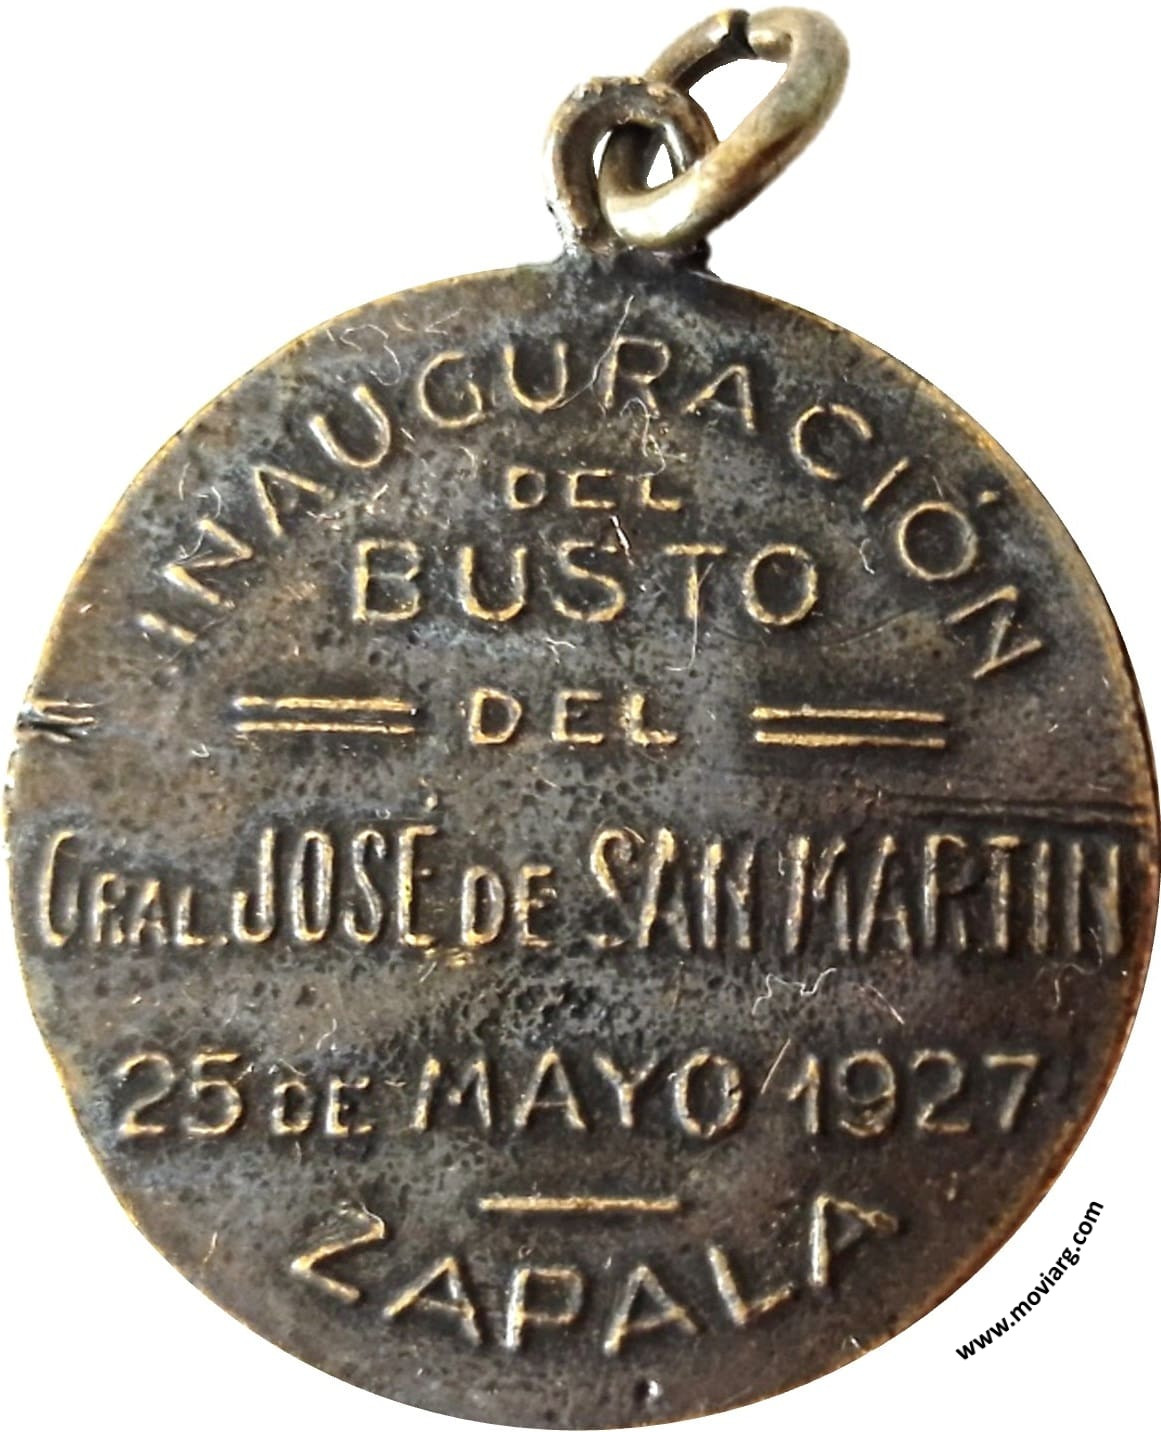 INAUGURACIÓN
DEL
BUSTO
DEL
GRAL. JOSÉ DE SAN MARTIN
25 DE MAYO 1927
ZAPALA
www.moviarg.com